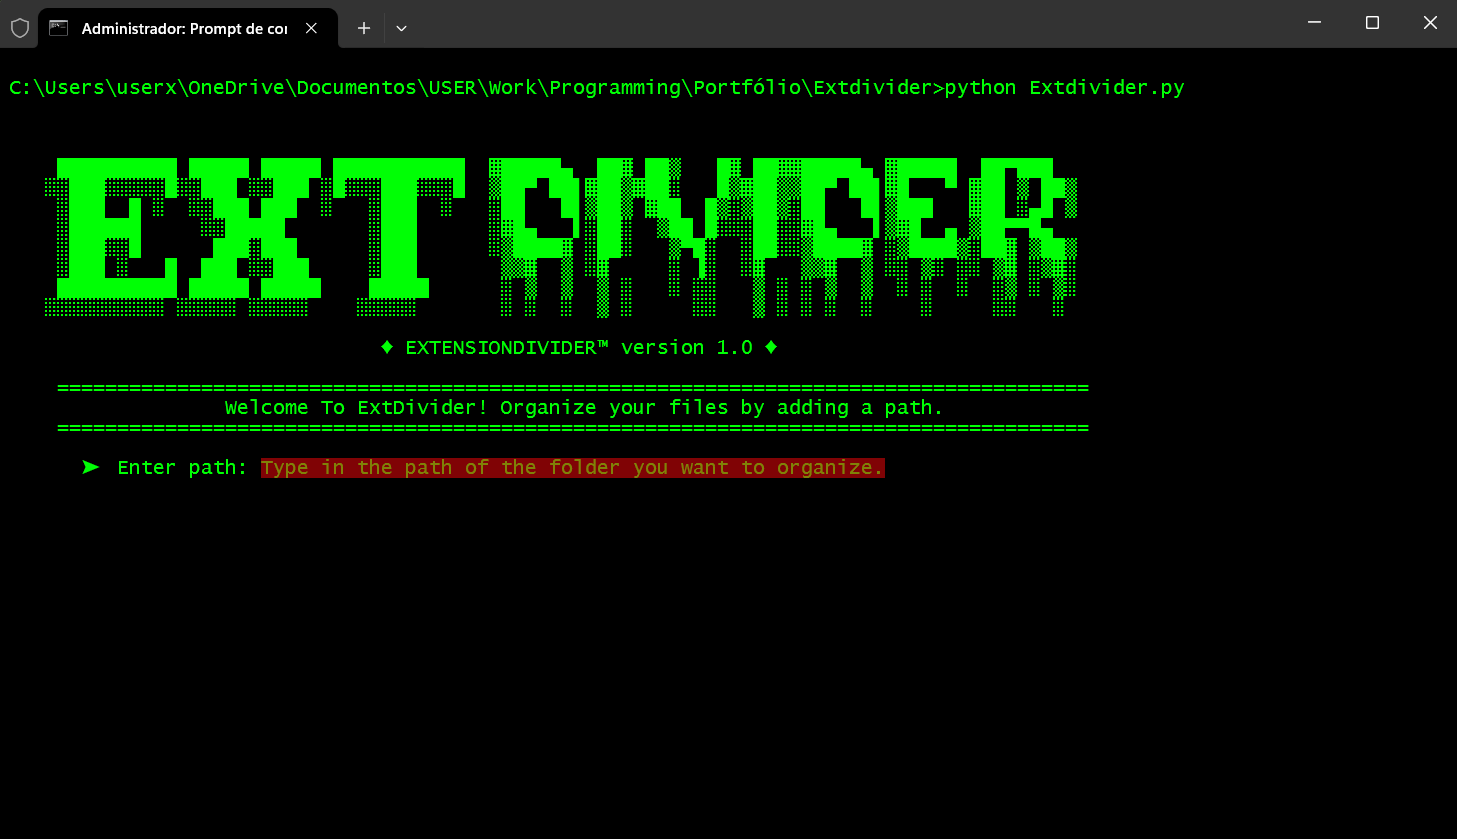 Administrador: Prompt de cor
C:\Users\userx\OneDrive\Documentos\USER\Work\Programming\Portfólio\Extdivider>python Extdivider.py
EXT DIVIDER
♦ EXTENSIONDIVIDER™ version 1.0 ♦
======================================================================================
Welcome To ExtDivider! Organize your files by adding a path.
======================================================================================
➤ Enter path: Type in the path of the folder you want to organize.